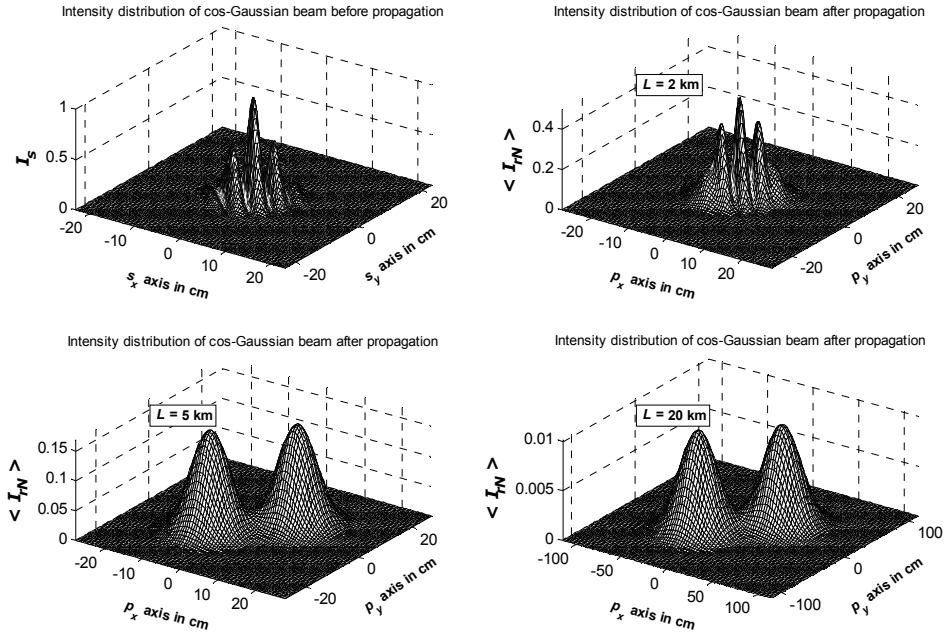 Intensity distribution of cos-Gaussian beam before propagation
1
0.5
0
I_s
-20
-10
0
10
20
s_x axis in cm
-20
0
20
s_y axis in cm
Intensity distribution of cos-Gaussian beam after propagation
L = 2 km
0.4
0.2
0
< I_rN >
-20
-10
0
10
20
p_x axis in cm
-20
0
20
p_y axis in cm
Intensity distribution of cos-Gaussian beam after propagation
L = 5 km
0.15
0.1
0.05
0
< I_rN >
-20
-10
0
10
20
p_x axis in cm
-20
0
20
p_y axis in cm
Intensity distribution of cos-Gaussian beam after propagation
L = 20 km
0.01
0.005
0
< I_rN >
-100
-50
0
50
100
p_x axis in cm
-100
0
100
p_y axis in cm